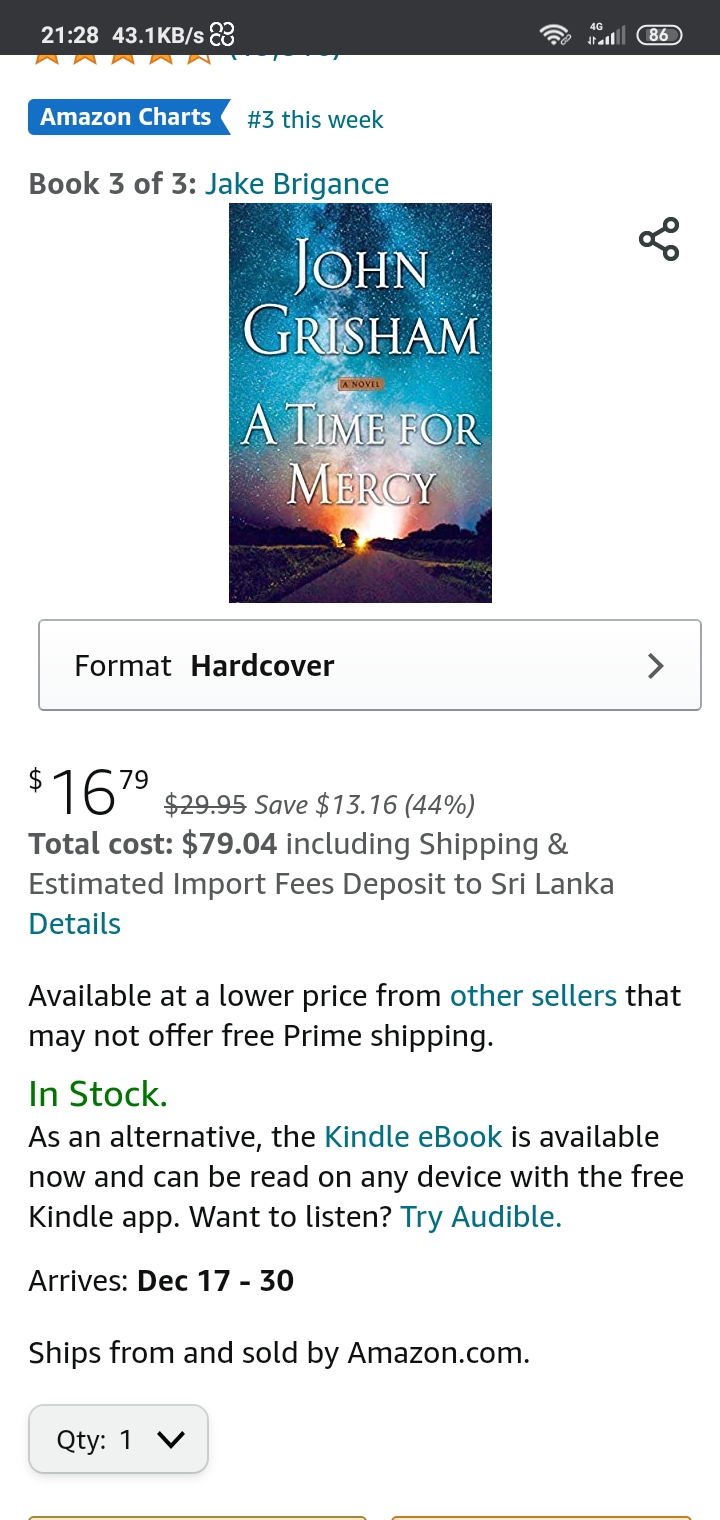 21:28 43.1KB/s 4G 86
Amazon Charts #3 this week
Book 3 of 3: Jake Brigance
JOHN
GRISHAM
A NOVEL
A TIME FOR
MERCY
Format Hardcover
$16 79 $29.95 Save $13.16 (44%)
Total cost: $79.04 including Shipping &
Estimated Import Fees Deposit to Sri Lanka
Details
Available at a lower price from other sellers that
may not offer free Prime shipping.
In Stock.
As an alternative, the Kindle eBook is available
now and can be read on any device with the free
Kindle app. Want to listen? Try Audible.
Arrives: Dec 17 - 30
Ships from and sold by Amazon.com.
Qty: 1